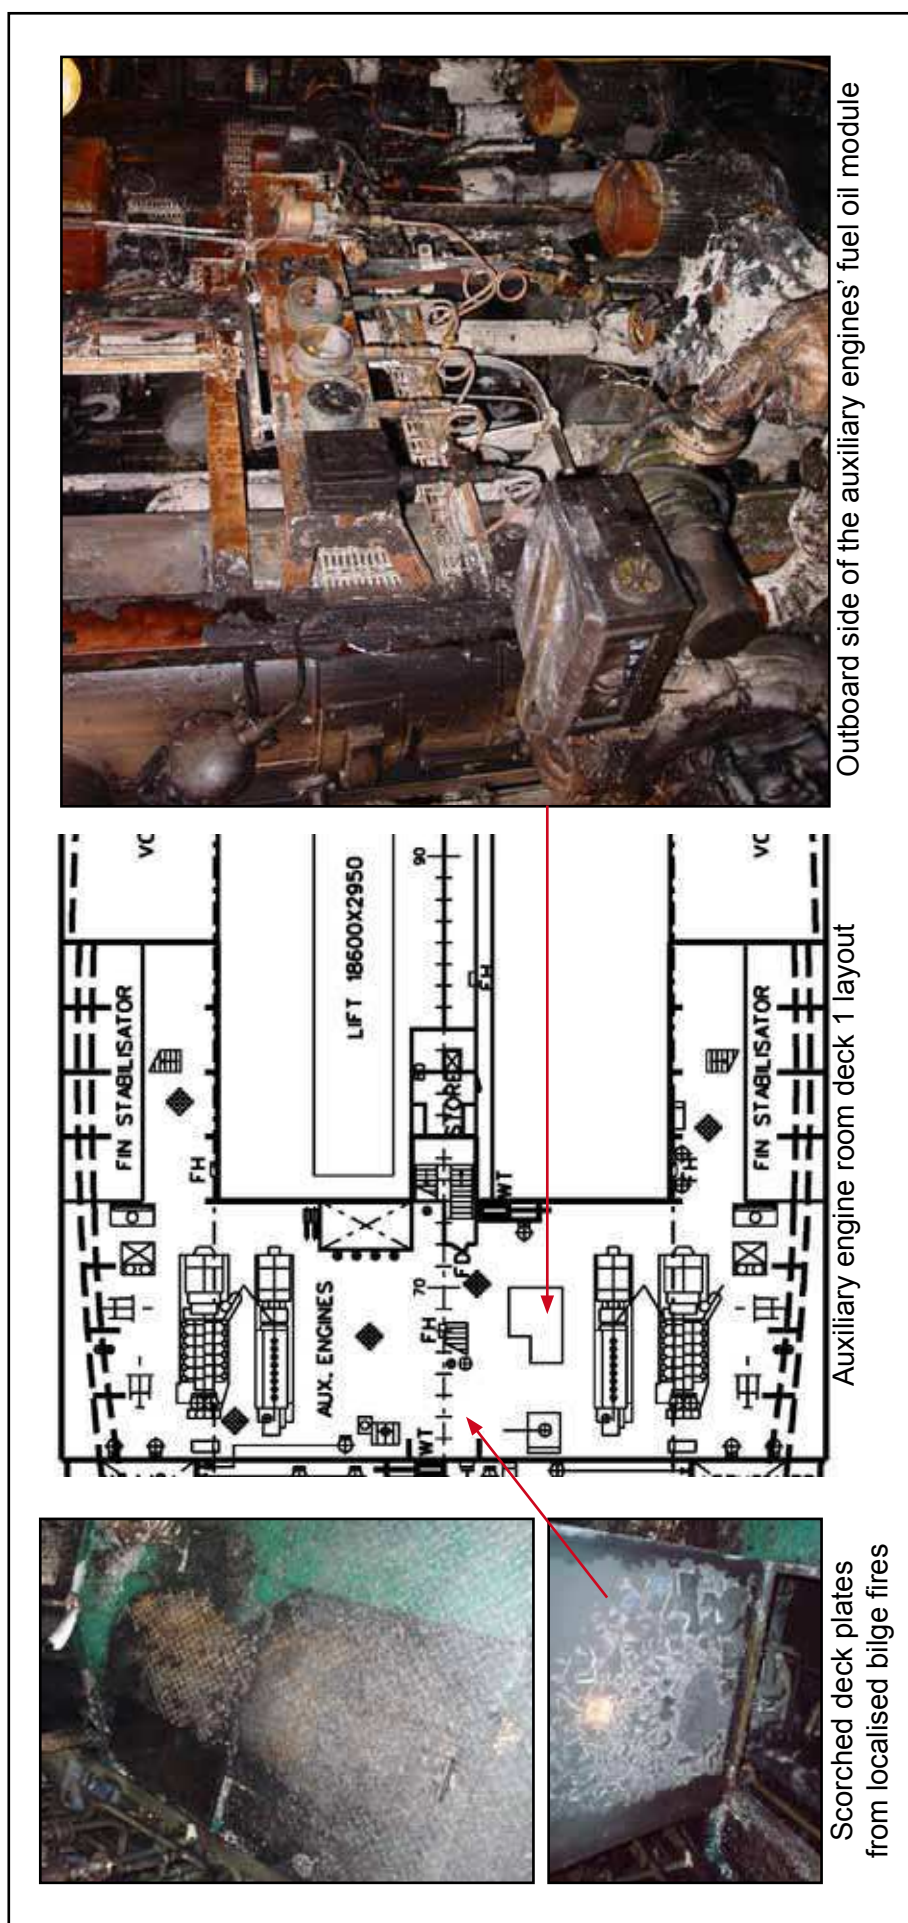 FIN STABILISATOR
FH
AUX. ENGINES
LIFT 18600X2950
FH
WT
70
80
90
STORE
FD
FH
WT
FH
FIN STABILISATOR
Scorched deck plates
from localised bilge fires
Auxiliary engine room deck 1 layout
Outboard side of the auxiliary engines' fuel oil module